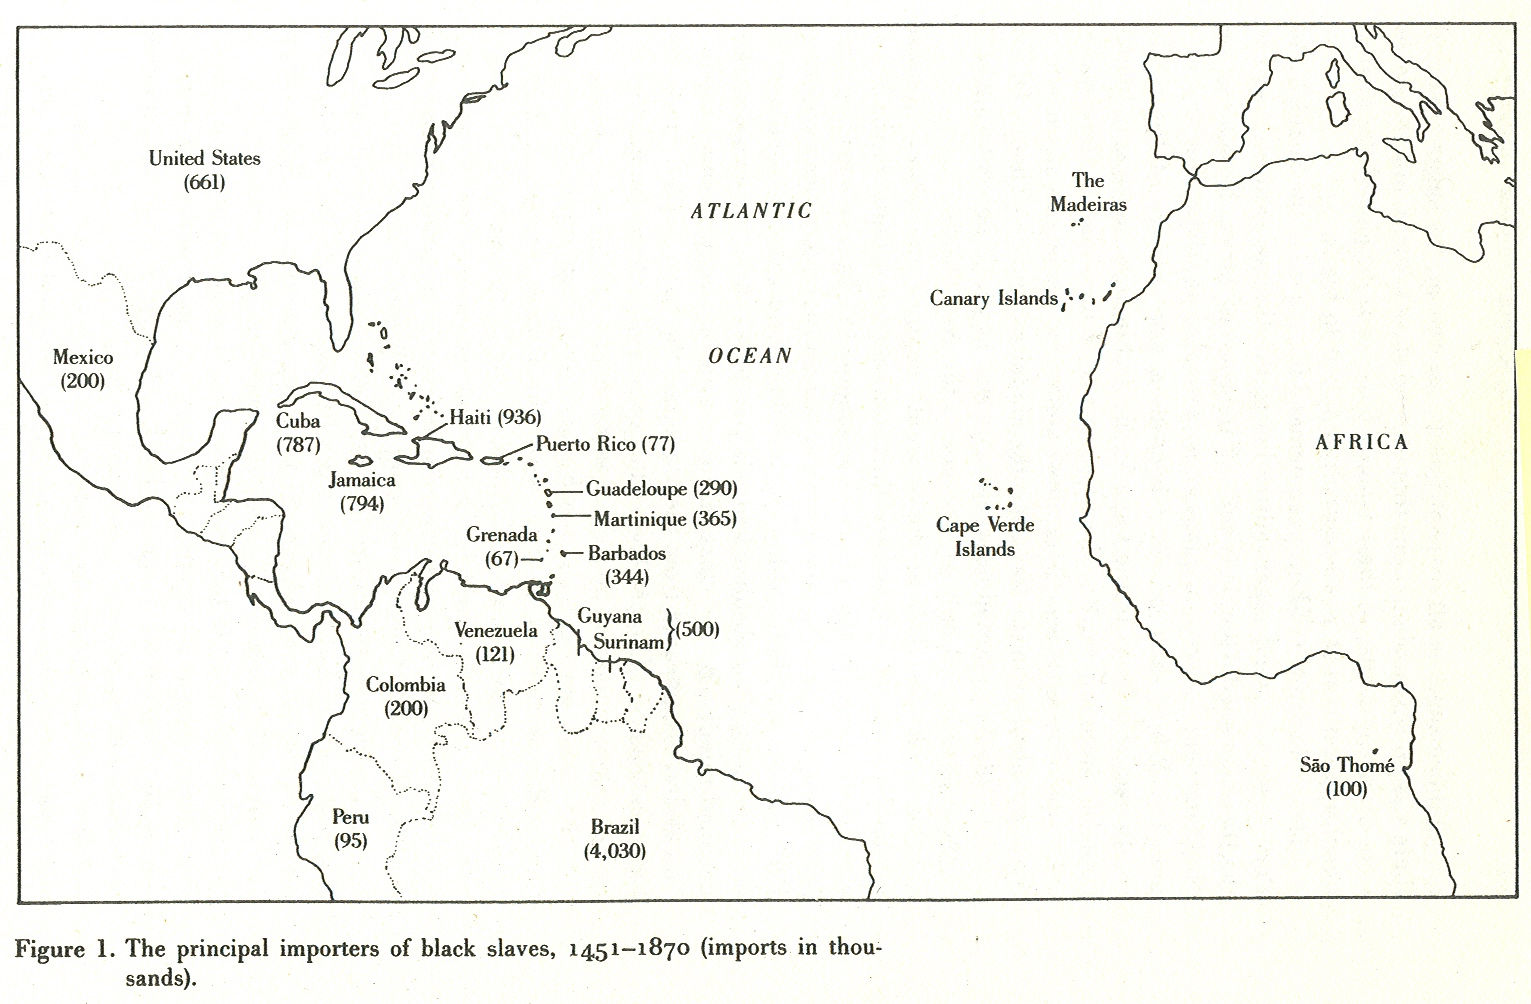 United States
(661)
The
Madeiras
ATLANTIC
Canary Islands
Mexico
(200)
OCEAN
Cuba
(787)
Haiti (936)
Puerto Rico (77)
AFRICA
Jamaica
(794)
Guadeloupe (290)
Martinique (365)
Grenada
(67)
Barbados
(344)
Cape Verde
Islands
Guyana
Surinam
(500)
Venezuela
(121)
Colombia
(200)
São Thomé
(100)
Peru
(95)
Brazil
(4,030)
Figure 1. The principal importers of black slaves, 1451–1870 (imports in thou-
sands).